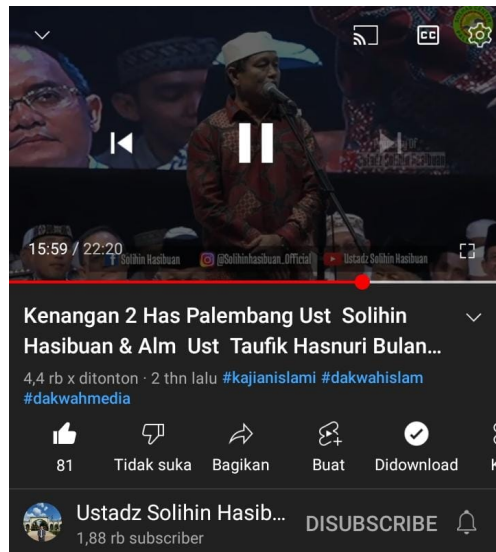 CC
15:59 / 22:20
Solihin Hasibuan @Solihinhasibuan_Official Ustadz Solihin Hasibuan
Kenangan 2 Has Palembang Ust Solihin
Hasibuan & Alm Ust Taufik Hasnuri Bulan...
4,4 rb x ditonton · 2 thn lalu #kajianislami #dakwahislam
#dakwahmedia
81 Tidak suka Bagikan Buat Didownload
Ustadz Solihin Hasib...
DISUBSCRIBE
1,88 rb subscriber